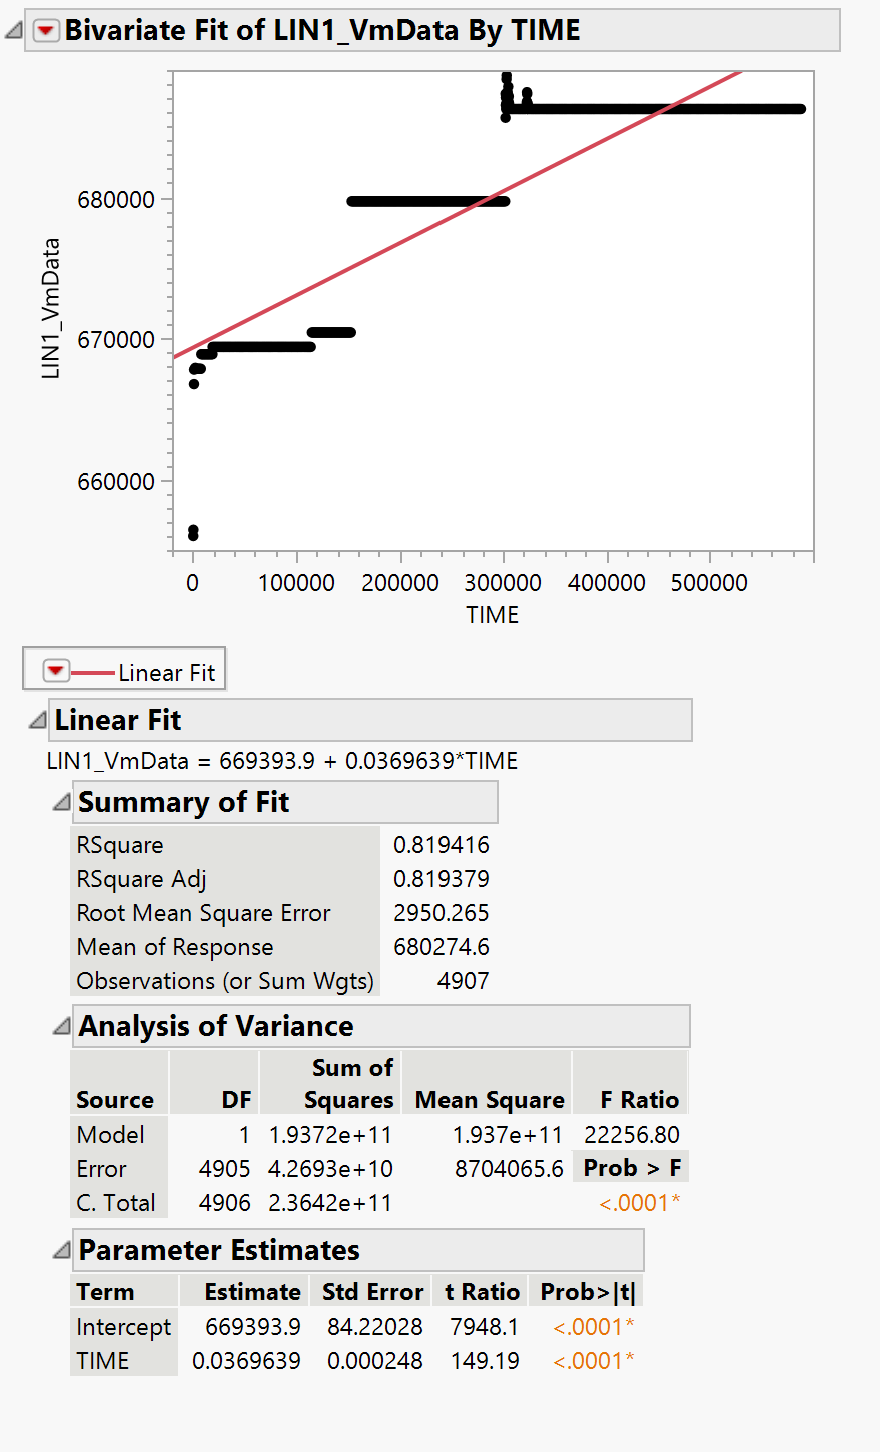 Bivariate Fit of LIN1_VmData By TIME
LIN1_VmData
680000
670000
660000
0 100000 200000 300000 400000 500000
TIME
Linear Fit
Linear Fit
LIN1_VmData = 669393.9 + 0.0369639*TIME
Summary of Fit
RSquare 0.819416
RSquare Adj 0.819379
Root Mean Square Error 2950.265
Mean of Response 680274.6
Observations (or Sum Wgts) 4907
Analysis of Variance
Sum of
Source DF Squares Mean Square F Ratio
Model 1 1.9372e+11 1.937e+11 22256.80
Error 4905 4.2693e+10 8704065.6 Prob > F
C. Total 4906 2.3642e+11 <.0001*
Parameter Estimates
Term Estimate Std Error t Ratio Prob>|t|
Intercept 669393.9 84.22028 7948.1 <.0001*
TIME 0.0369639 0.000248 149.19 <.0001*